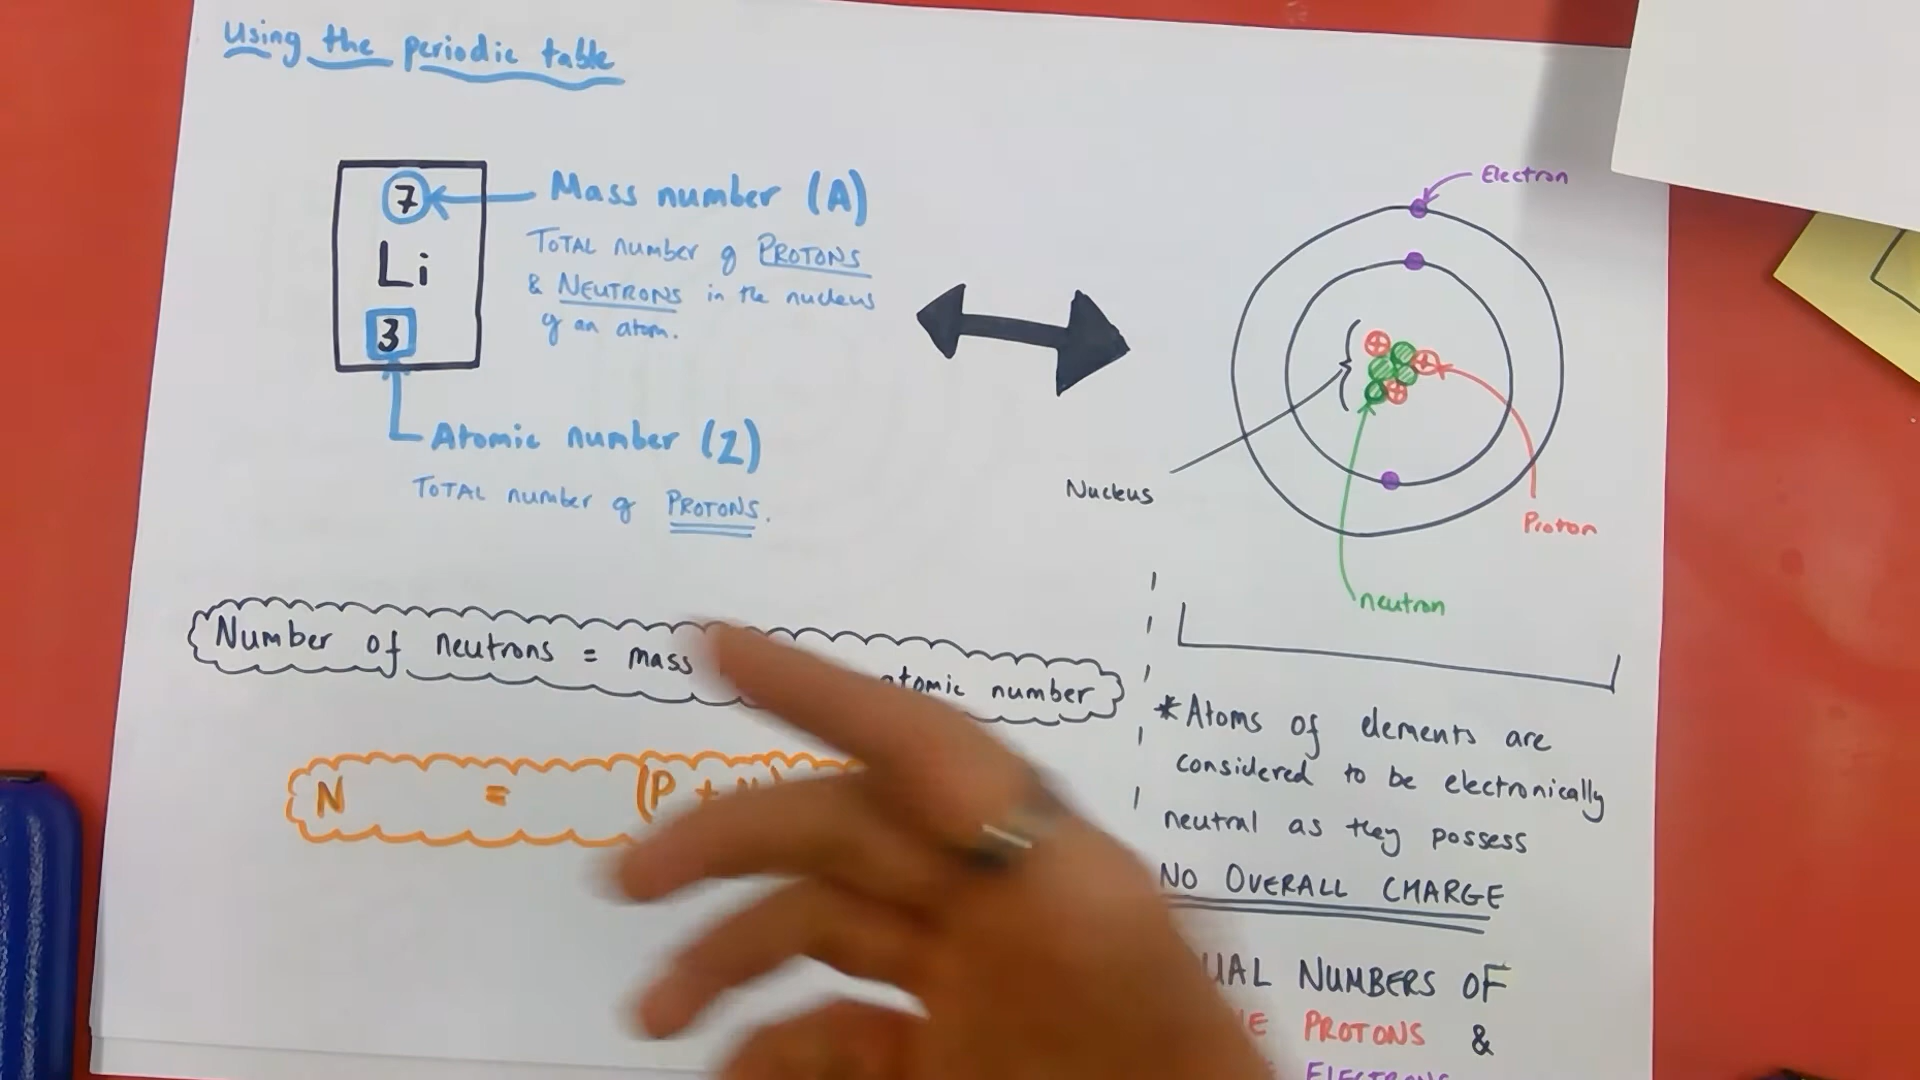 Using the periodic table
7
Li
3
Mass number (A)
TOTAL number of PROTONS
& NEUTRONS in the nucleus
of an atom.
Atomic number (Z)
TOTAL number of PROTONS.
Electron
Nucleus
Proton
neutron
Number of neutrons = mass atomic number
N = (P + N)
*Atoms of elements are
considered to be electronically
neutral as they possess
NO OVERALL CHARGE
NUMBERS OF
PROTONS &
ELECTRONS